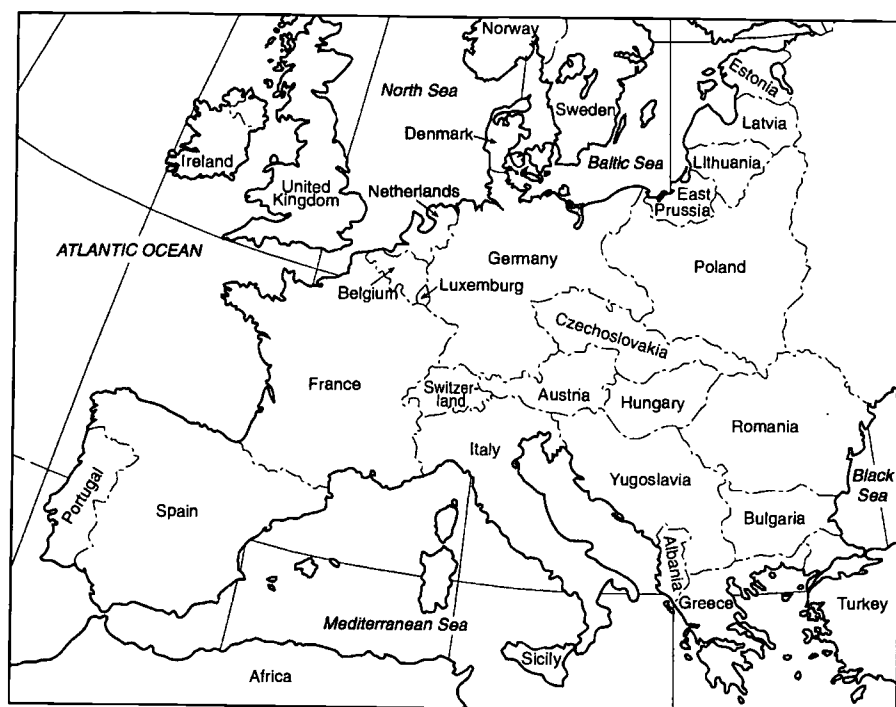 Norway
Estonia
North Sea
Sweden
Latvia
Denmark
Ireland
Baltic Sea
LIthuania
United
Kingdom
Netherlands
East
Prussia
ATLANTIC OCEAN
Germany
Poland
Belgium
Luxemburg
Czechoslovakia
France
Switzer-
land
Austria
Hungary
Romania
Italy
Yugoslavia
Black
Sea
Portugal
Spain
Bulgaria
Albania
Greece
Turkey
Mediterranean Sea
Sicily
Africa